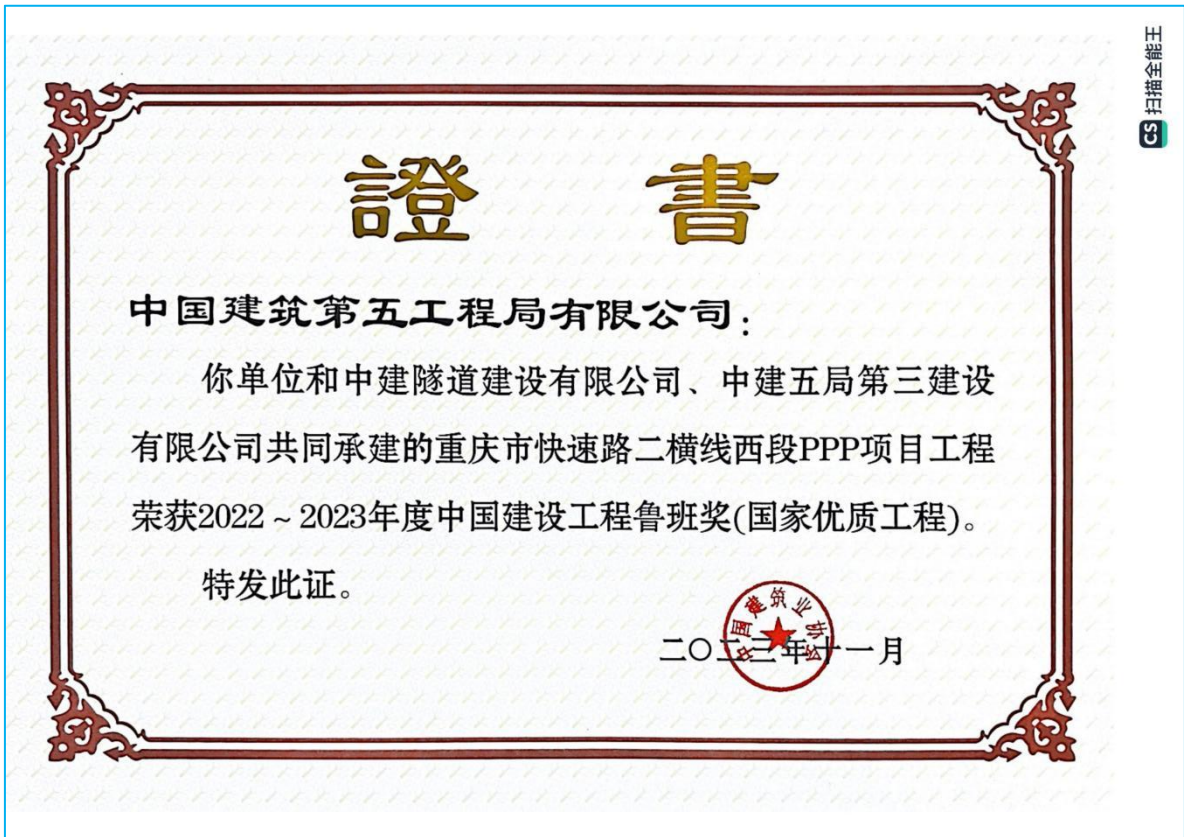 證 書
中国建筑第五工程局有限公司：
你单位和中建隧道建设有限公司、中建五局第三建设
有限公司共同承建的重庆市快速路二横线西段PPP项目工程
荣获2022～2023年度中国建设工程鲁班奖(国家优质工程)。
特发此证。
二〇二三年十一月
中国建筑业协会
CS 扫描全能王